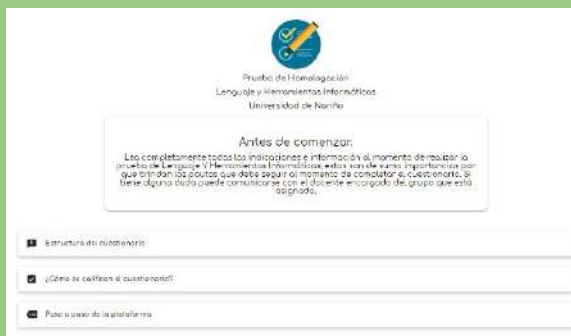 Prueba de Homologación
Lenguaje y Herramientas Informáticas
Universidad de Nariño
Antes de comenzar.
Lea completamente todas las indicaciones e información al momento de realizar la
prueba de Lenguaje Y Herramientas Informáticas, estas son de suma importancia por
que brindan las pautas que debe seguir al momento de completar el cuestionario. Si
tiene alguna duda puede comunicarse con el docente encargado del grupo que está
asignado.
Estructura del cuestionario
¿Cómo se califican el cuestionario?
Paso a paso de la plataforma